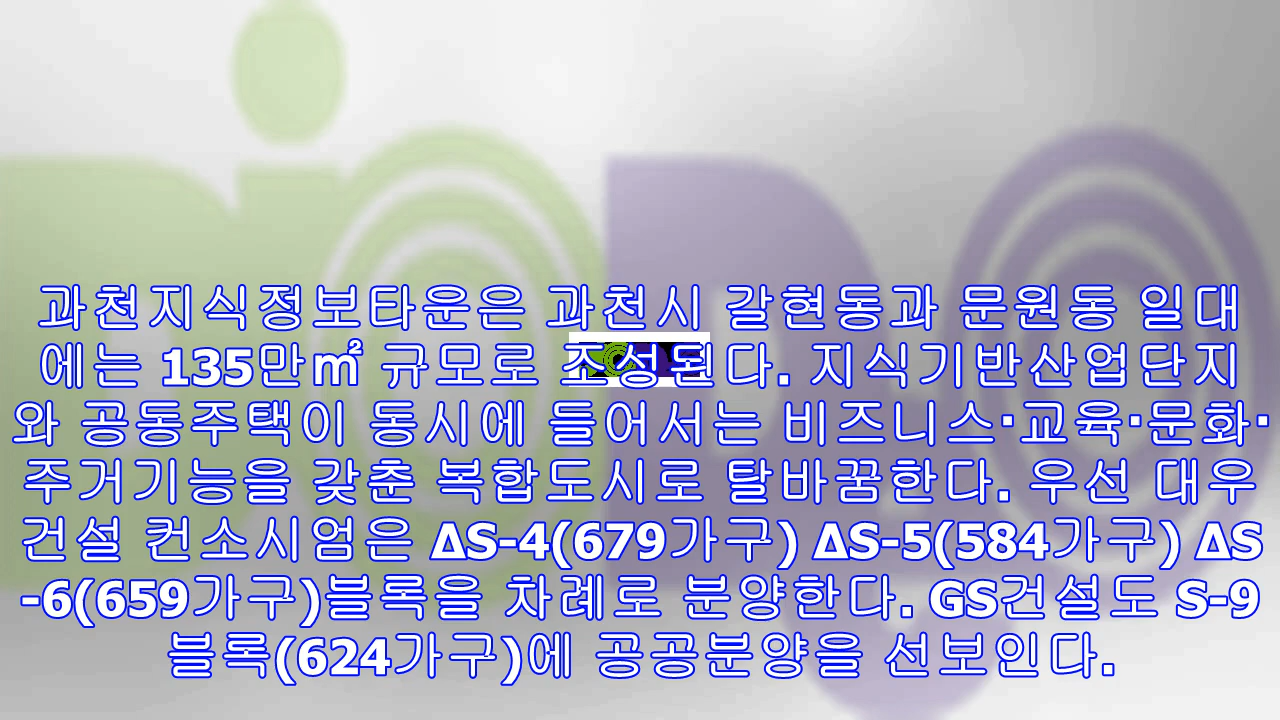 과천지식정보타운은 과천시 갈현동과 문원동 일대
에는 135만㎡ 규모로 조성된다. 지식기반산업단지
와 공동주택이 동시에 들어서는 비즈니스·교육·문화·
주거기능을 갖춘 복합도시로 탈바꿈한다. 우선 대우
건설 컨소시엄은 ΔS-4(679가구) ΔS-5(584가구) ΔS
-6(659가구)블록을 차례로 분양한다. GS건설도 S-9
블록(624가구)에 공공분양을 선보인다.